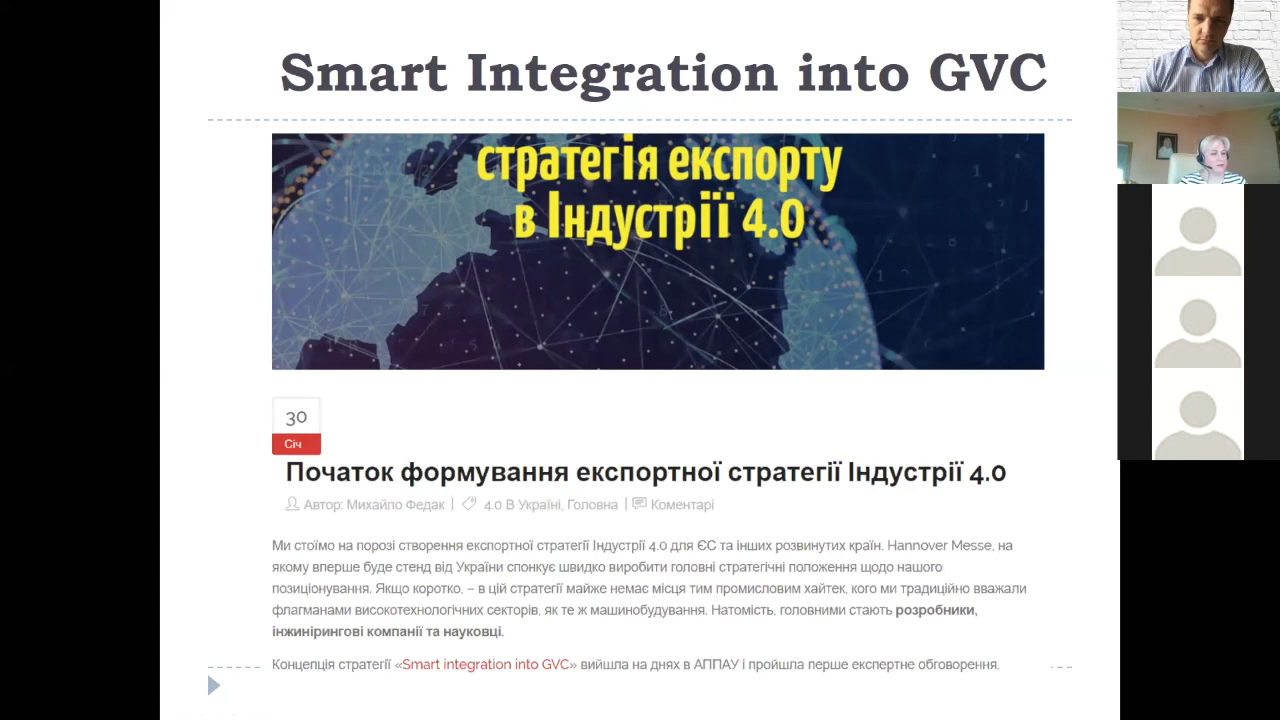 Smart Integration into GVC
стратегія експорту
в Індустрії 4.0
30
Січ
Початок формування експортної стратегії Індустрії 4.0
Автор: Михайло Федак | 4.0 В Україні, Головна | Коментарі
Ми стоїмо на порозі створення експортної стратегії Індустрії 4.0 для ЄС та інших розвинутих країн. Hannover Messe, на
якому вперше буде стенд від України спонукує швидко виробити головні стратегічні положення щодо нашого
позиціонування. Якщо коротко, – в цій стратегії майже немає місця тим промисловим хайтек, кого ми традиційно вважали
флагманами високотехнологічних секторів, як те ж машинобудування. Натомість, головними стають розробники,
інжинірингові компанії та науковці.
Концепція стратегії «Smart integration into GVC» вийшла на днях в АППАУ і пройшла перше експертне обговорення.